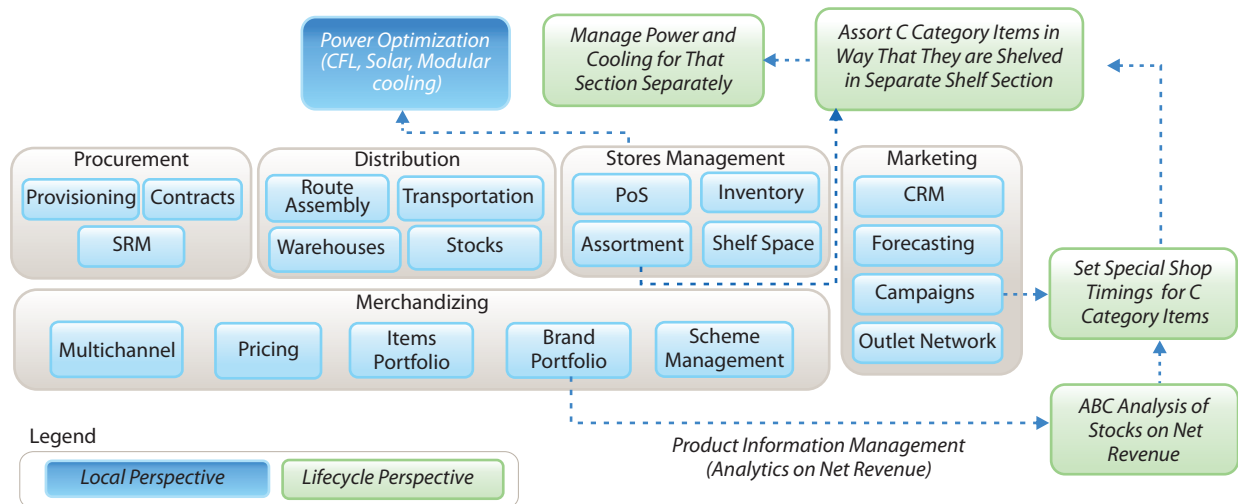 Power Optimization
(CFL, Solar, Modular
cooling)
Manage Power and
Cooling for That
Section Separately
Assort C Category Items in
Way That They are Shelved
in Separate Shelf Section
Procurement
Provisioning
Contracts
SRM
Distribution
Route
Assembly
Transportation
Warehouses
Stocks
Stores Management
PoS
Inventory
Assortment
Shelf Space
Marketing
CRM
Forecasting
Campaigns
Outlet Network
Set Special Shop
Timings for C
Category Items
Merchandizing
Multichannel
Pricing
Items
Portfolio
Brand
Portfolio
Scheme
Management
ABC Analysis of
Stocks on Net
Revenue
Product Information Management
(Analytics on Net Revenue)
Legend
Local Perspective
Lifecycle Perspective